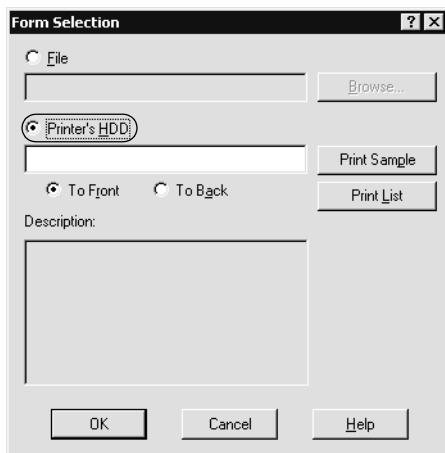 Form Selection
File
Browse...
Printer's HDD
Print Sample
To Front To Back
Print List
Description:
OK Cancel Help